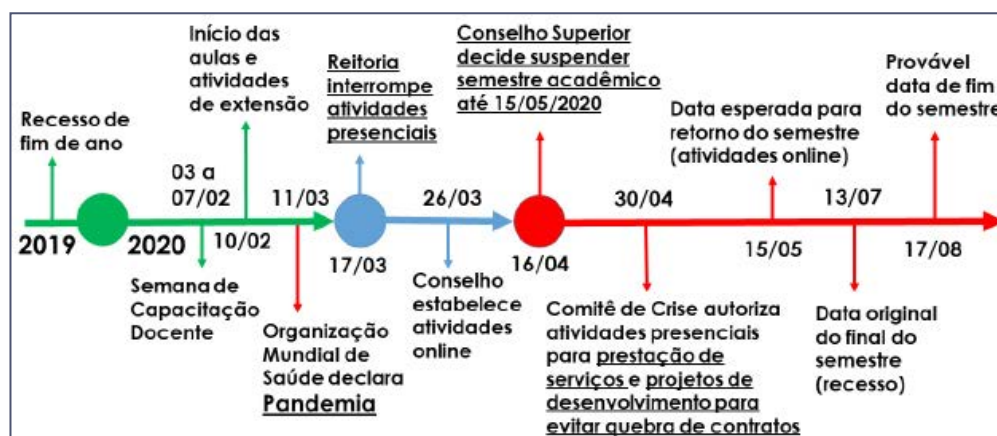 Recesso de
fim de ano
2019
2020
03 a
07/02
Semana de
Capacitação
Docente
Início das
aulas e
atividades
de extensão
10/02
11/03
Organização
Mundial de
Saúde declara
Pandemia
Reitoria
interrompe
atividades
presenciais
17/03
26/03
Conselho
estabelece
atividades
online
Conselho Superior
decide suspender
semestre acadêmico
até 15/05/2020
16/04
30/04
Comitê de Crise autoriza
atividades presenciais
para prestação de
serviços e projetos de
desenvolvimento para
evitar quebra de contratos
Data esperada para
retorno do semestre
(atividades online)
15/05
13/07
Data original
do final do
semestre
(recesso)
Provável
data de fim
do semestre
17/08